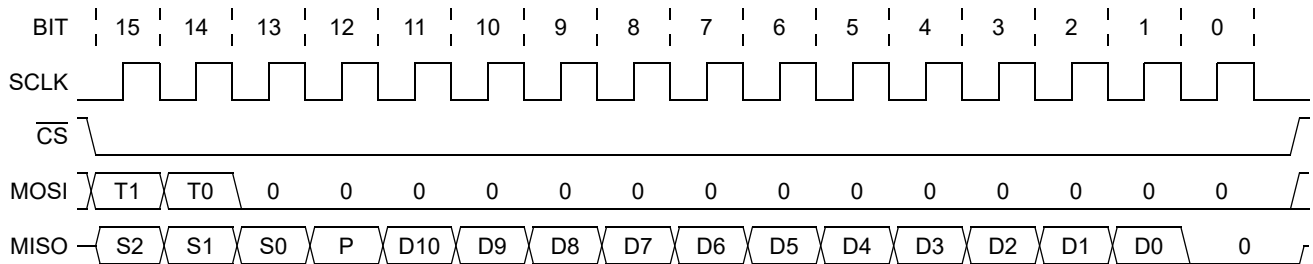 BIT 15 14 13 12 11 10 9 8 7 6 5 4 3 2 1 0
SCLK
CS
MOSI T1 T0 0 0 0 0 0 0 0 0 0 0 0 0 0 0
MISO S2 S1 S0 P D10 D9 D8 D7 D6 D5 D4 D3 D2 D1 D0 0